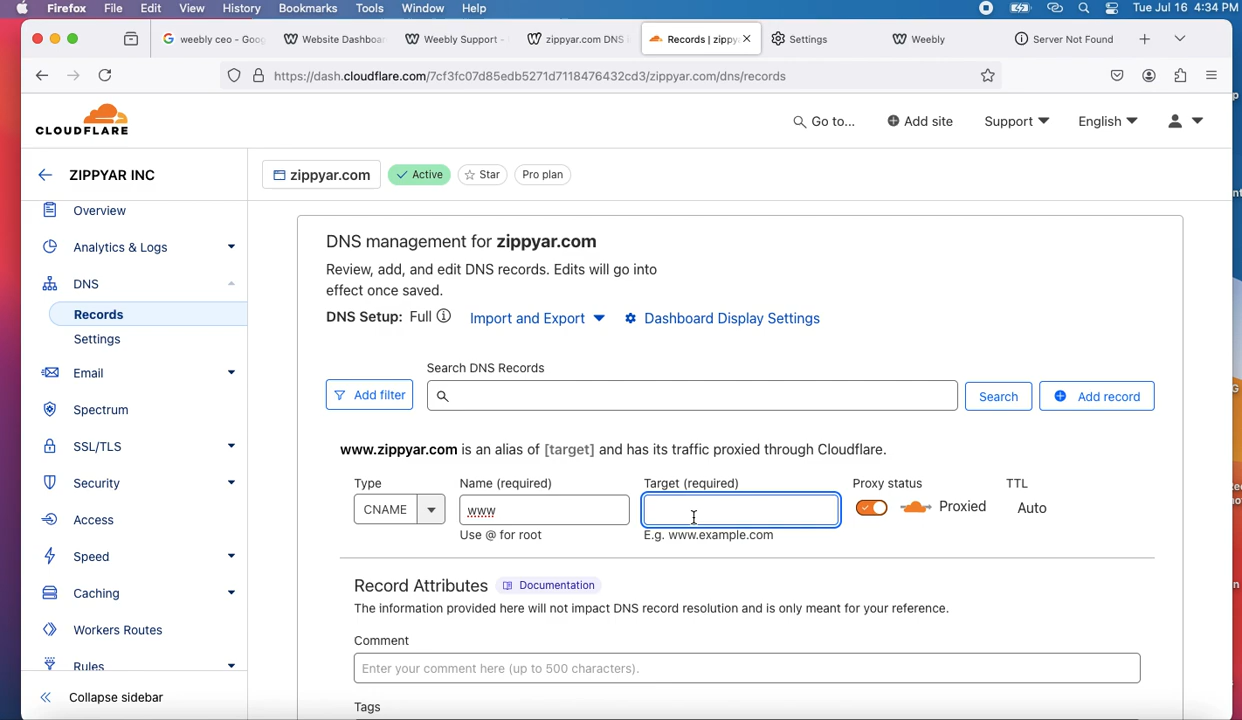 Firefox File Edit View History Bookmarks Tools Window Help Tue Jul 16 4:34 PM
weebly ceo - Goog Website Dashboar Weebly Support - zippyar.com DNS Records | zippy Settings Weebly Server Not Found
https://dash.cloudflare.com/7cf3fc07d85edb5271d7118476432cd3/zippyar.com/dns/records
CLOUDFLARE
Go to... Add site Support English
ZIPPYAR INC
zippyar.com Active Star Pro plan
Overview
Analytics & Logs
DNS
Records
Settings
Email
Spectrum
SSL/TLS
Security
Access
Speed
Caching
Workers Routes
Rules
Collapse sidebar
DNS management for zippyar.com
Review, add, and edit DNS records. Edits will go into
effect once saved.
DNS Setup: Full Import and Export Dashboard Display Settings
Search DNS Records
Add filter Search Add record
www.zippyar.com is an alias of [target] and has its traffic proxied through Cloudflare.
Type Name (required) Target (required) Proxy status TTL
CNAME www Proxied Auto
Use @ for root E.g. www.example.com
Record Attributes Documentation
The information provided here will not impact DNS record resolution and is only meant for your reference.
Comment
Enter your comment here (up to 500 characters).
Tags